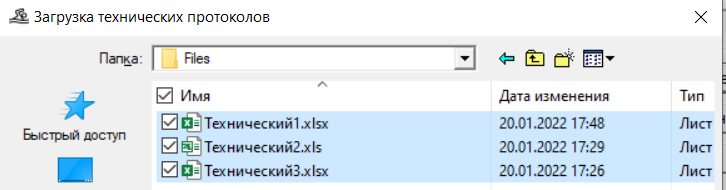 Загрузка технических протоколов
Папка: Files
Имя Дата изменения Тип
Быстрый доступ
Технический1.xlsx 20.01.2022 17:48 Лист
Технический2.xls 20.01.2022 17:29 Лист
Технический3.xlsx 20.01.2022 17:26 Лист